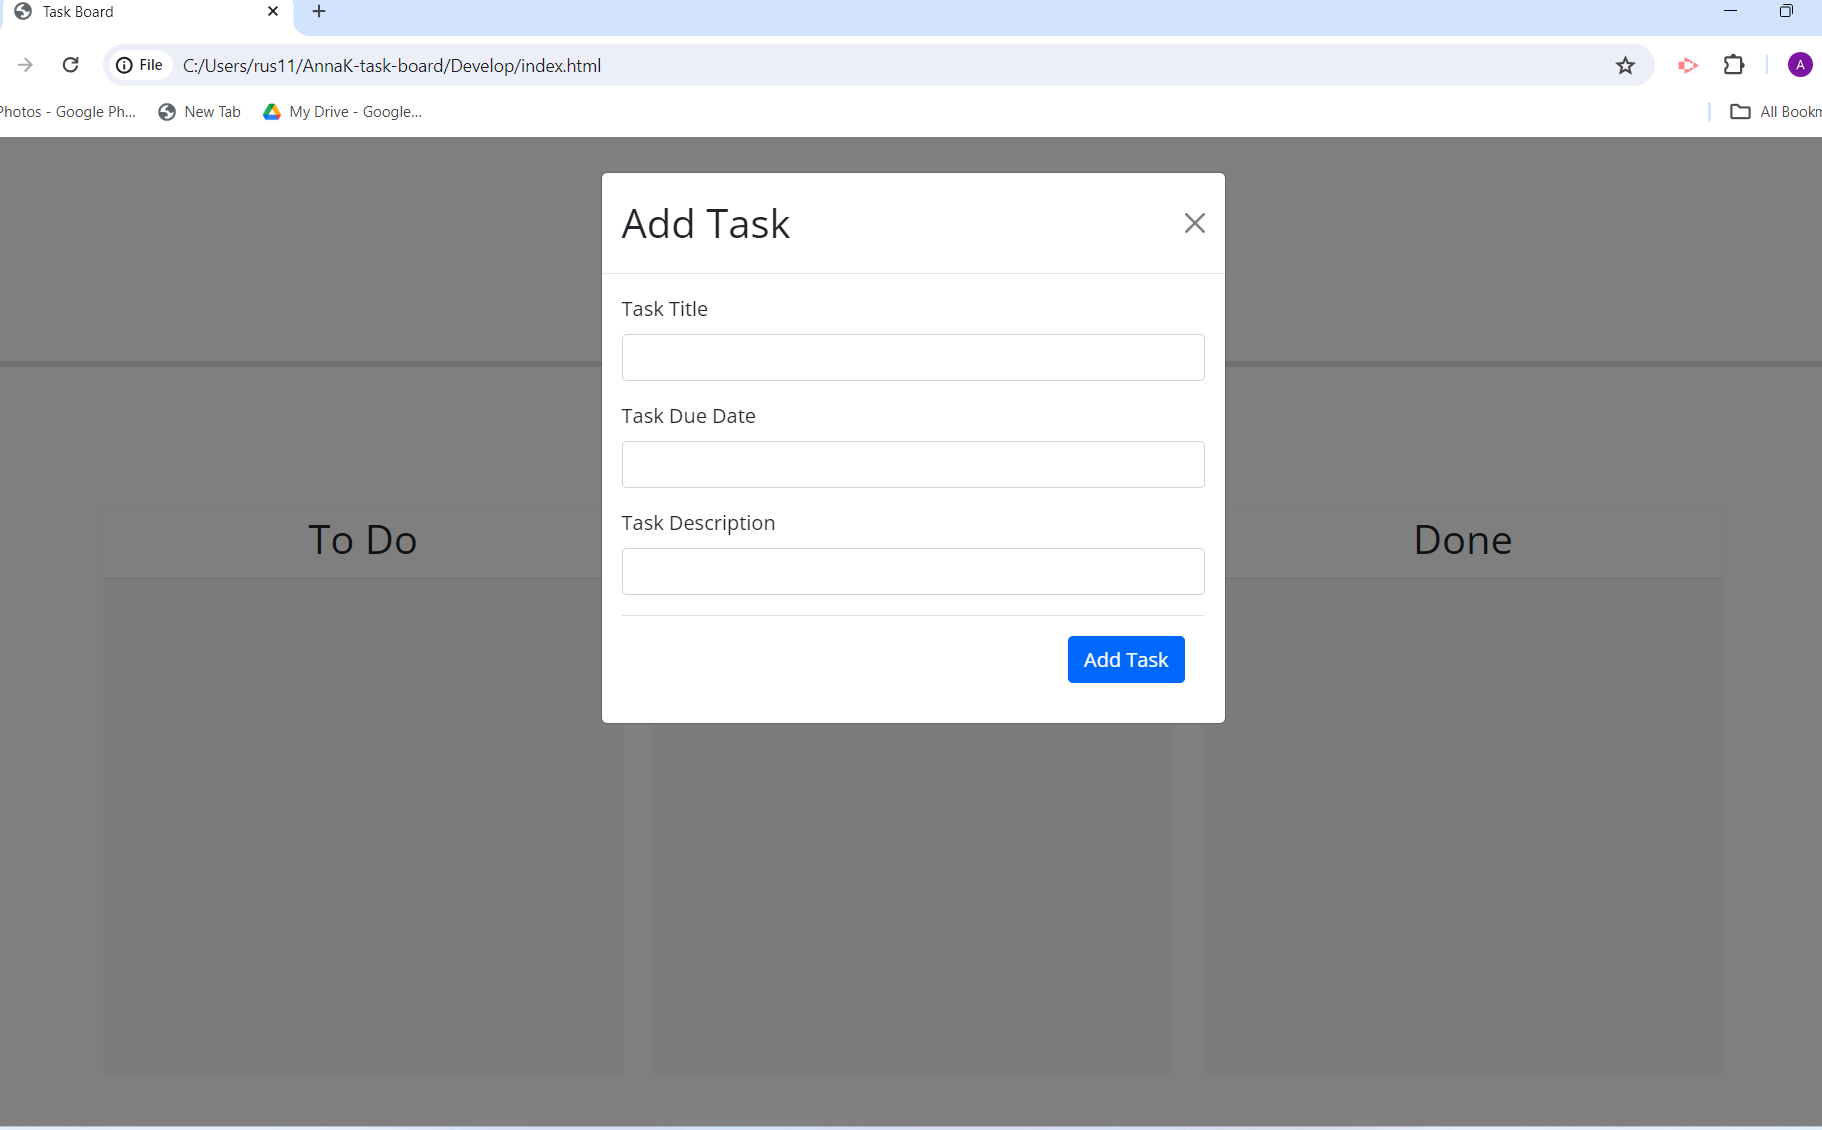 Task Board
File C:/Users/rus11/AnnaK-task-board/Develop/index.html
A
Photos - Google Ph... New Tab My Drive - Google... All Bookm
Add Task
Task Title
Task Due Date
Task Description
To Do
Done
Add Task